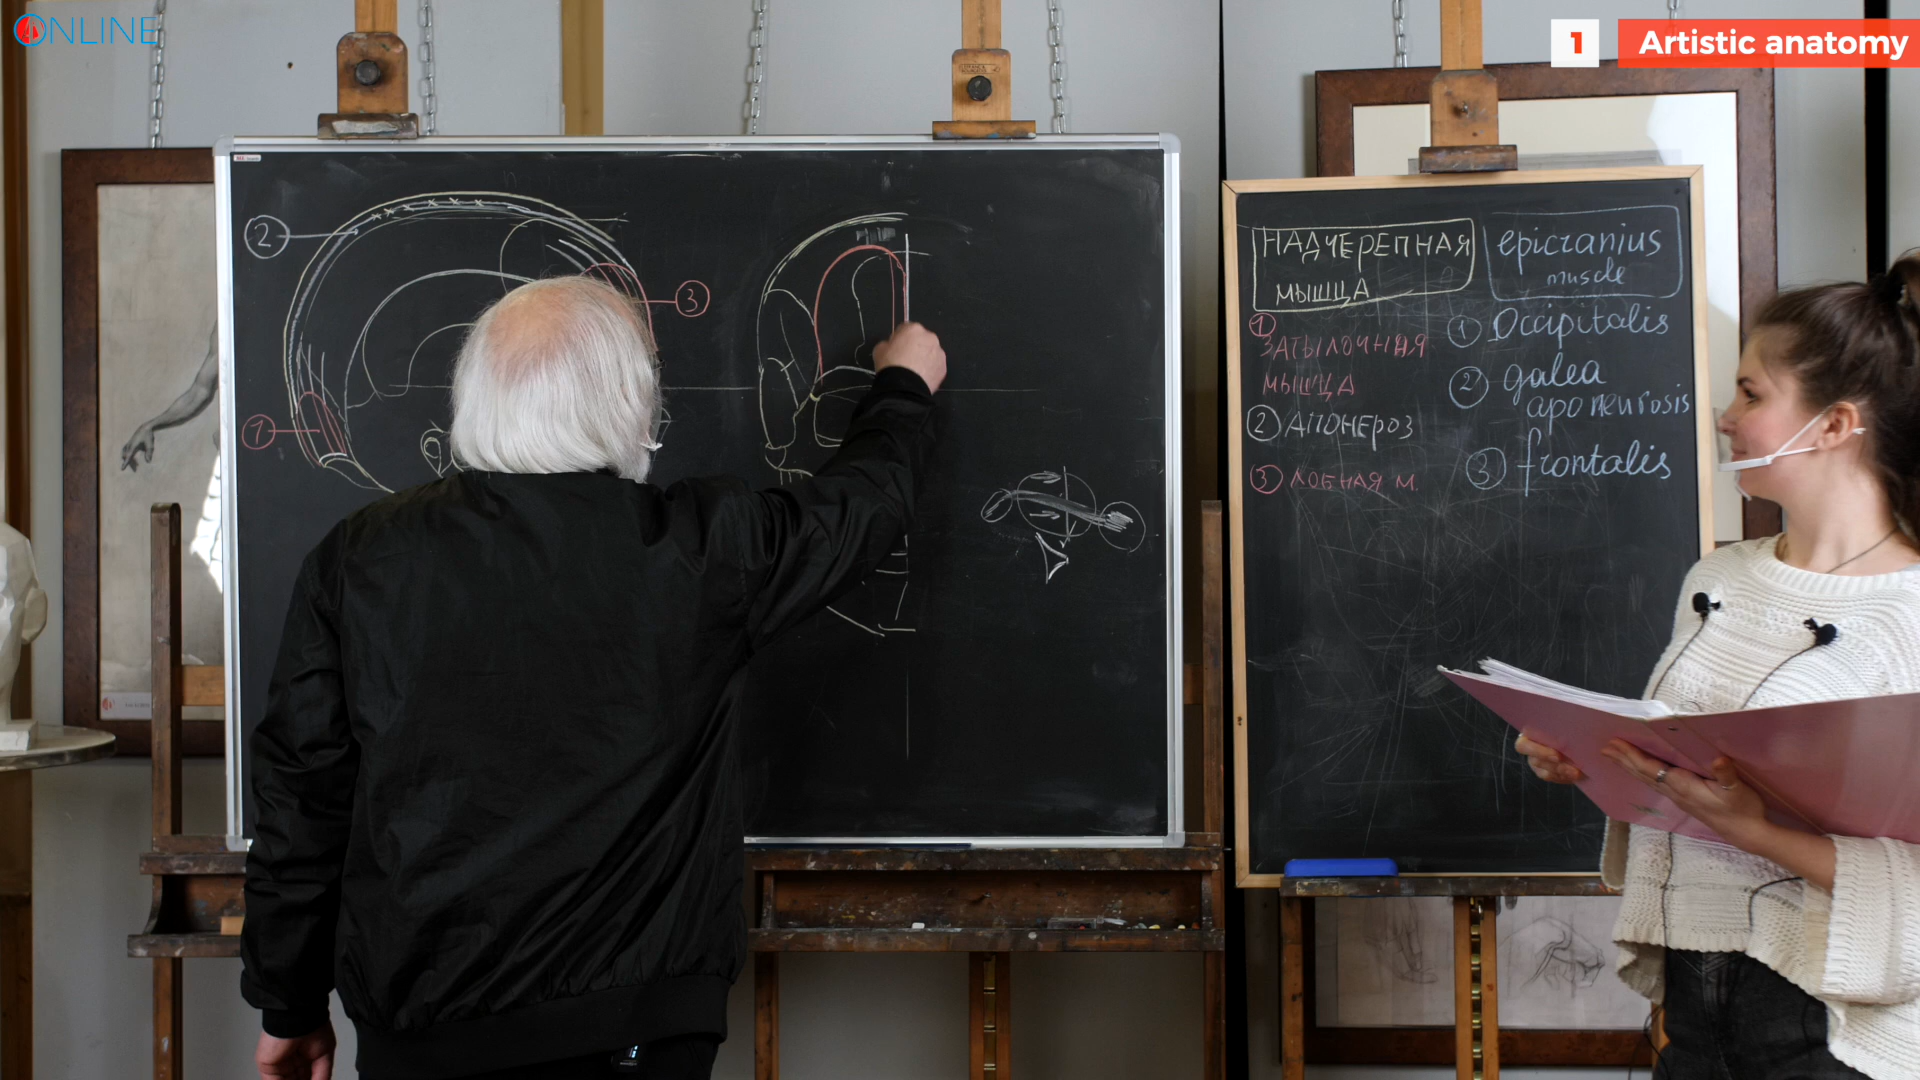 ONLINE
1 Artistic anatomy
2
3
1
НАДЧЕРЕПНАЯ
МЫШЦА
1
ЗАТЫЛОЧНАЯ
МЫШЦА
2 АПОНЕРОЗ
3 ЛОБНАЯ М.
epicranius
muscle
1 Occipitalis
2 galea
aponeurosis
3 frontalis